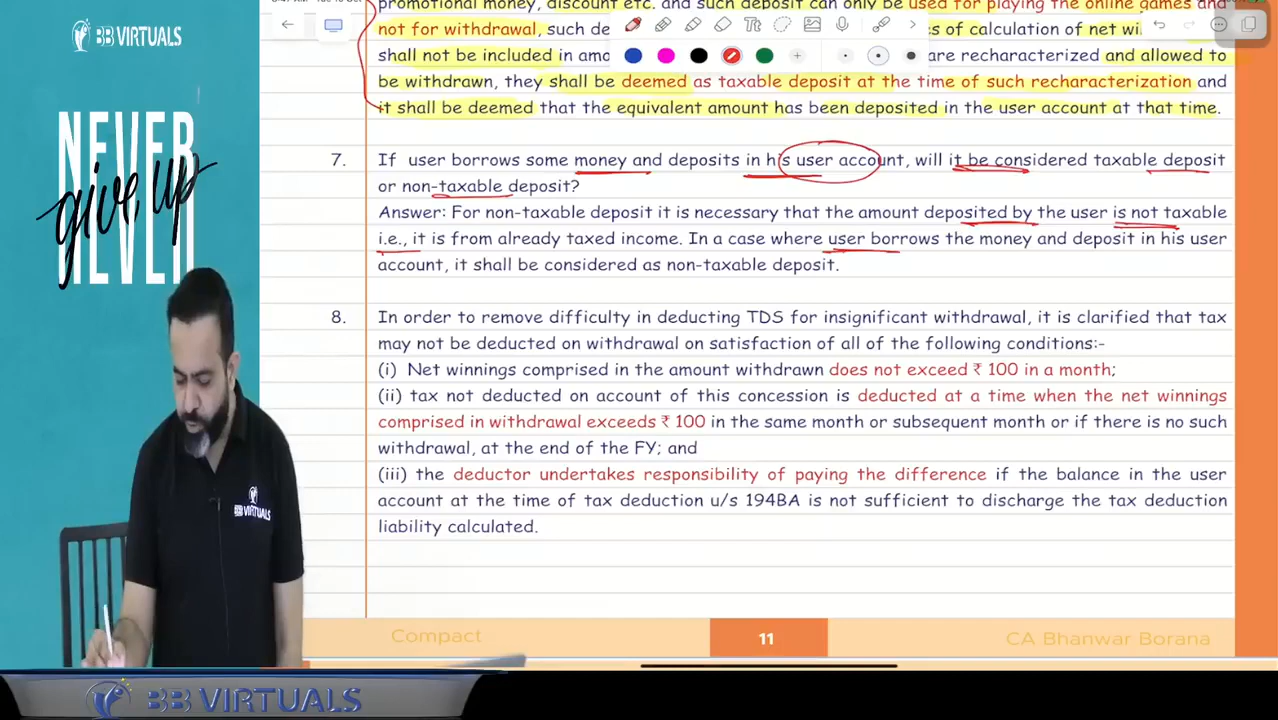 promotional money, discount etc. and such deposit can only be used for playing the online games and
BB VIRTUALS
not for withdrawal, such de
es of calculation of net wi
shall not be included in amo
are recharacterized and allowed to
be withdrawn, they shall be deemed as taxable deposit at the time of such recharacterization and
it shall be deemed that the equivalent amount has been deposited in the user account at that time.
NEVER
give up
NEVER
7. If user borrows some money and deposits in his user account, will it be considered taxable deposit
or non-taxable deposit?
Answer: For non-taxable deposit it is necessary that the amount deposited by the user is not taxable
i.e., it is from already taxed income. In a case where user borrows the money and deposit in his user
account, it shall be considered as non-taxable deposit.
8. In order to remove difficulty in deducting TDS for insignificant withdrawal, it is clarified that tax
may not be deducted on withdrawal on satisfaction of all of the following conditions:-
(i) Net winnings comprised in the amount withdrawn does not exceed ₹ 100 in a month;
(ii) tax not deducted on account of this concession is deducted at a time when the net winnings
comprised in withdrawal exceeds ₹ 100 in the same month or subsequent month or if there is no such
withdrawal, at the end of the FY; and
(iii) the deductor undertakes responsibility of paying the difference if the balance in the user
account at the time of tax deduction u/s 194BA is not sufficient to discharge the tax deduction
liability calculated.
BB VIRTUALS
Compact 11 CA Bhanwar Borana
BB VIRTUALS